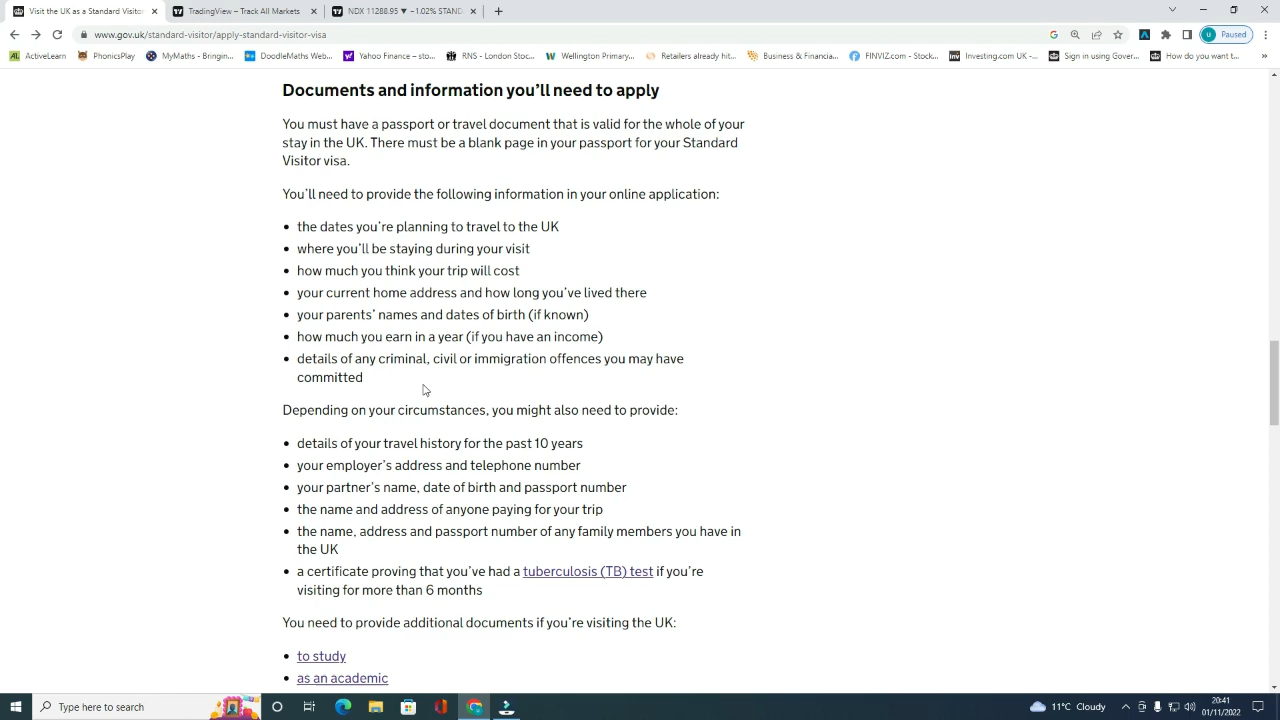 Visit the UK as a Standard Visitor
TradingView – Track All Markets
NDX 11288.95 ▼ −1.02% STAND
www.gov.uk/standard-visitor/apply-standard-visitor-visa
Paused
ActiveLearn
PhonicsPlay
MyMaths - Bringin...
DoodleMaths Web...
Yahoo Finance – sto...
RNS - London Stoc...
Wellington Primary...
Retailers already hit...
Business & Financia...
FINVIZ.com - Stock...
Investing.com UK -...
Sign in using Gover...
How do you want t...
Documents and information you'll need to apply
You must have a passport or travel document that is valid for the whole of your
stay in the UK. There must be a blank page in your passport for your Standard
Visitor visa.
You'll need to provide the following information in your online application:
• the dates you're planning to travel to the UK
• where you'll be staying during your visit
• how much you think your trip will cost
• your current home address and how long you've lived there
• your parents' names and dates of birth (if known)
• how much you earn in a year (if you have an income)
• details of any criminal, civil or immigration offences you may have
committed
Depending on your circumstances, you might also need to provide:
• details of your travel history for the past 10 years
• your employer's address and telephone number
• your partner's name, date of birth and passport number
• the name and address of anyone paying for your trip
• the name, address and passport number of any family members you have in
the UK
• a certificate proving that you've had a tuberculosis (TB) test if you're
visiting for more than 6 months
You need to provide additional documents if you're visiting the UK:
• to study
• as an academic
Type here to search
11°C Cloudy
20:41
01/11/2022